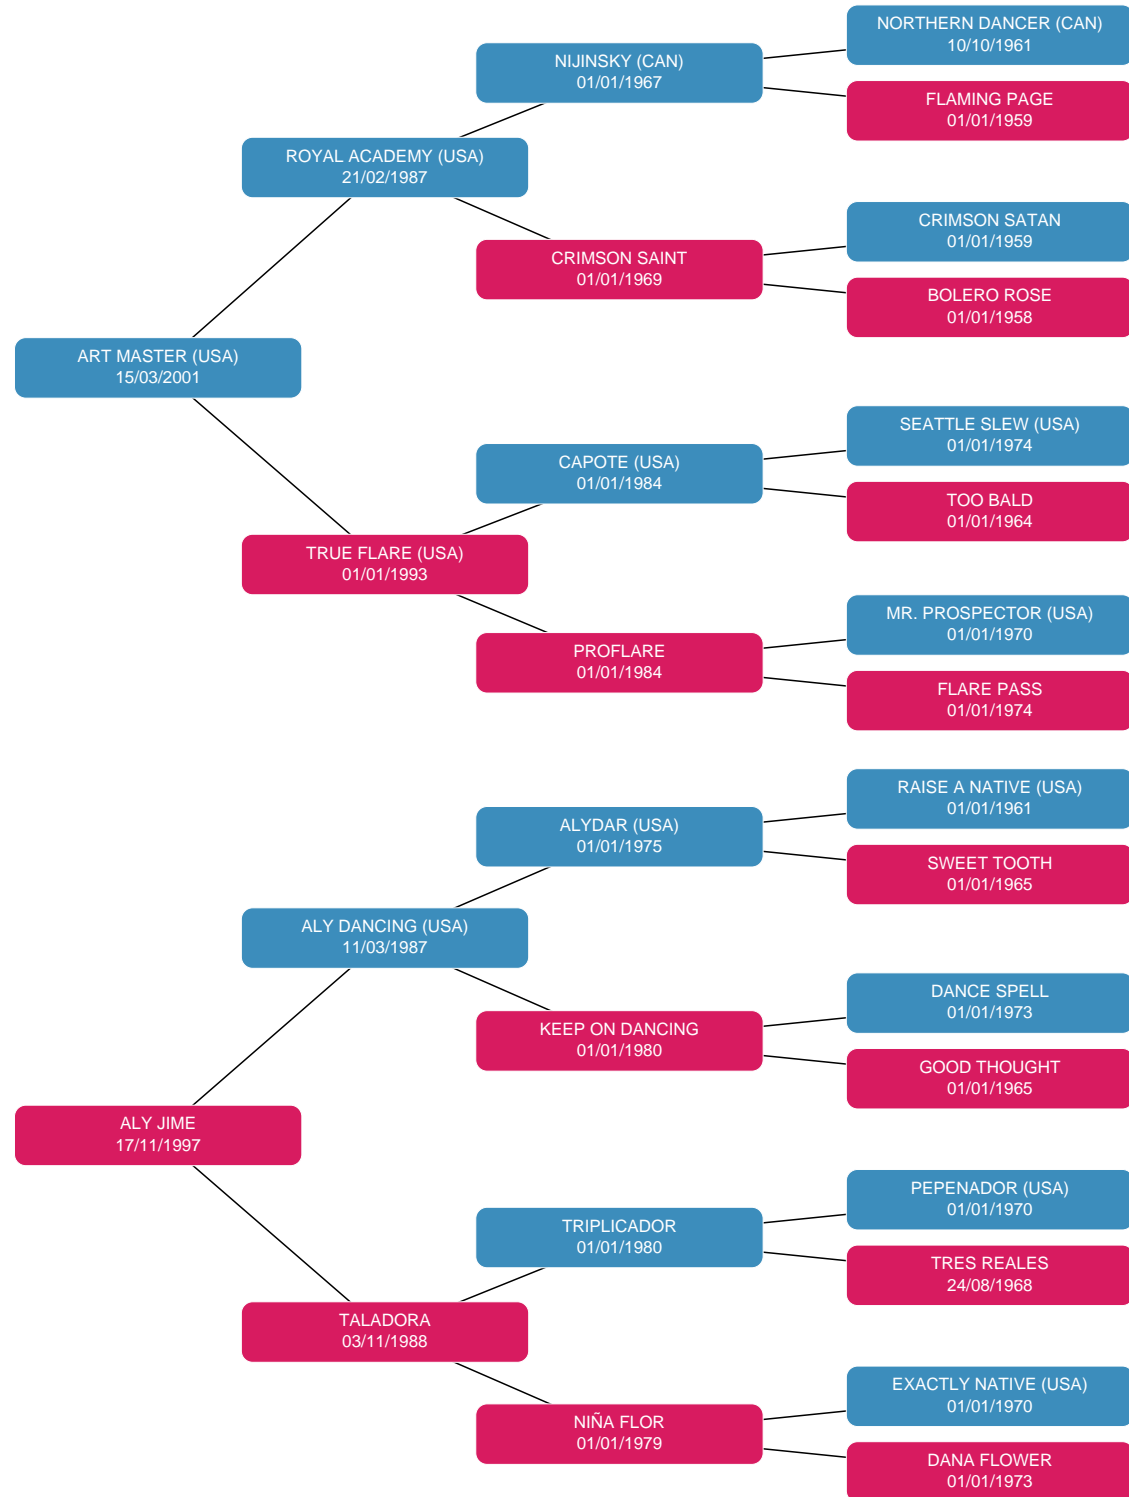 NORTHERN DANCER (CAN)
10/10/1961
NIJINSKY (CAN)
01/01/1967
FLAMING PAGE
01/01/1959
ROYAL ACADEMY (USA)
21/02/1987
CRIMSON SATAN
01/01/1959
CRIMSON SAINT
01/01/1969
BOLERO ROSE
01/01/1958
ART MASTER (USA)
15/03/2001
SEATTLE SLEW (USA)
01/01/1974
CAPOTE (USA)
01/01/1984
TOO BALD
01/01/1964
TRUE FLARE (USA)
01/01/1993
MR. PROSPECTOR (USA)
01/01/1970
PROFLARE
01/01/1984
FLARE PASS
01/01/1974
RAISE A NATIVE (USA)
01/01/1961
ALYDAR (USA)
01/01/1975
SWEET TOOTH
01/01/1965
ALY DANCING (USA)
11/03/1987
DANCE SPELL
01/01/1973
KEEP ON DANCING
01/01/1980
GOOD THOUGHT
01/01/1965
ALY JIME
17/11/1997
PEPENADOR (USA)
01/01/1970
TRIPLICADOR
01/01/1980
TRES REALES
24/08/1968
TALADORA
03/11/1988
EXACTLY NATIVE (USA)
01/01/1970
NIÑA FLOR
01/01/1979
DANA FLOWER
01/01/1973